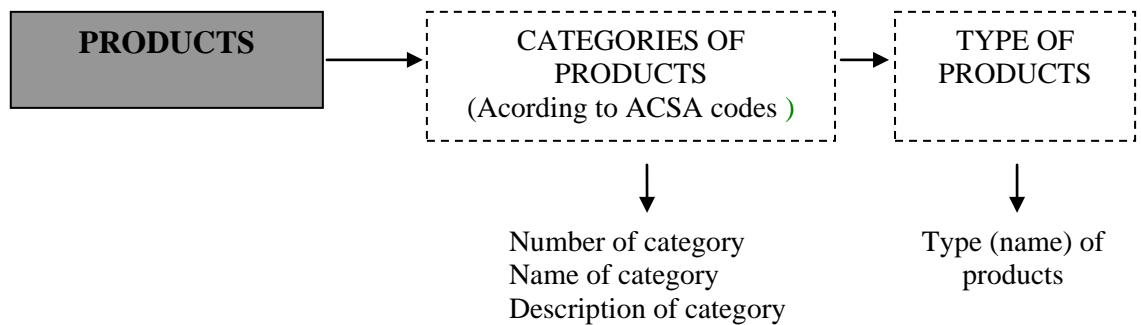 PRODUCTS
CATEGORIES OF
PRODUCTS
(Acording to ACSA codes )
TYPE OF
PRODUCTS
Number of category
Name of category
Description of category
Type (name) of
products